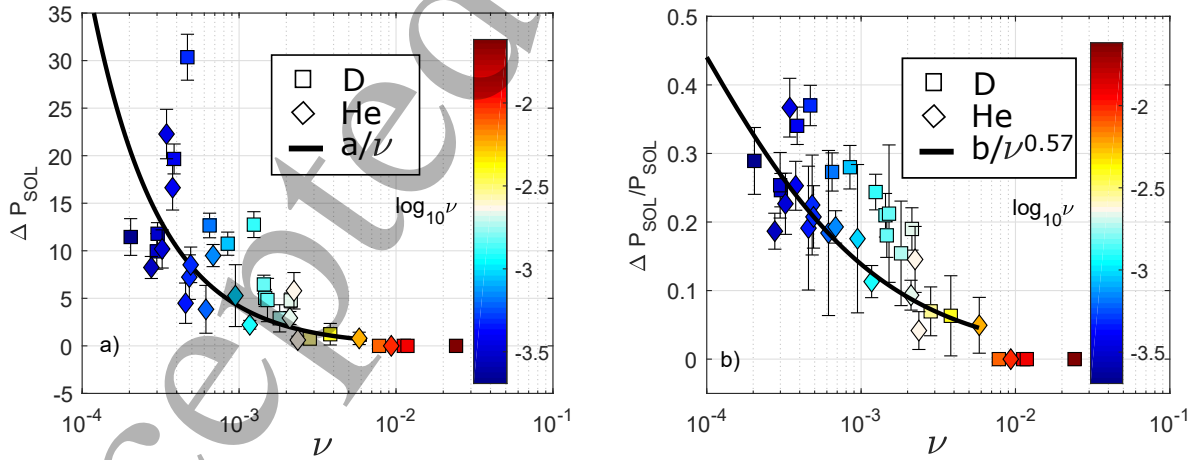 35
30
25
20
15
10
5
0
-5
Δ P_SOL
D
He
a/ν
log₁₀ν
-2
-2.5
-3
-3.5
a)
10⁻⁴
10⁻³
10⁻²
10⁻¹
ν
0.5
0.4
0.3
0.2
0.1
0
Δ P_SOL/P_SOL
D
He
b/ν^0.57
log₁₀ν
-2
-2.5
-3
-3.5
b)
10⁻⁴
10⁻³
10⁻²
10⁻¹
ν
cepted